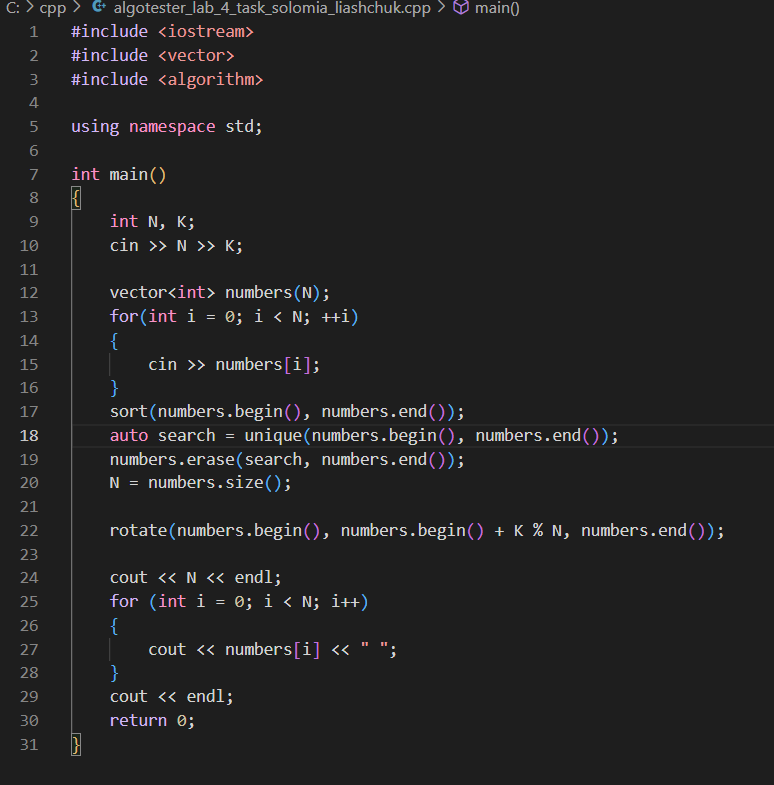 C: > cpp > algotester_lab_4_task_solomia_liashchuk.cpp > main()
1 #include <iostream>
2 #include <vector>
3 #include <algorithm>
4
5 using namespace std;
6
7 int main()
8 {
9 int N, K;
10 cin >> N >> K;
11
12 vector<int> numbers(N);
13 for(int i = 0; i < N; ++i)
14 {
15 cin >> numbers[i];
16 }
17 sort(numbers.begin(), numbers.end());
18 auto search = unique(numbers.begin(), numbers.end());
19 numbers.erase(search, numbers.end());
20 N = numbers.size();
21
22 rotate(numbers.begin(), numbers.begin() + K % N, numbers.end());
23
24 cout << N << endl;
25 for (int i = 0; i < N; i++)
26 {
27 cout << numbers[i] << " ";
28 }
29 cout << endl;
30 return 0;
31 }